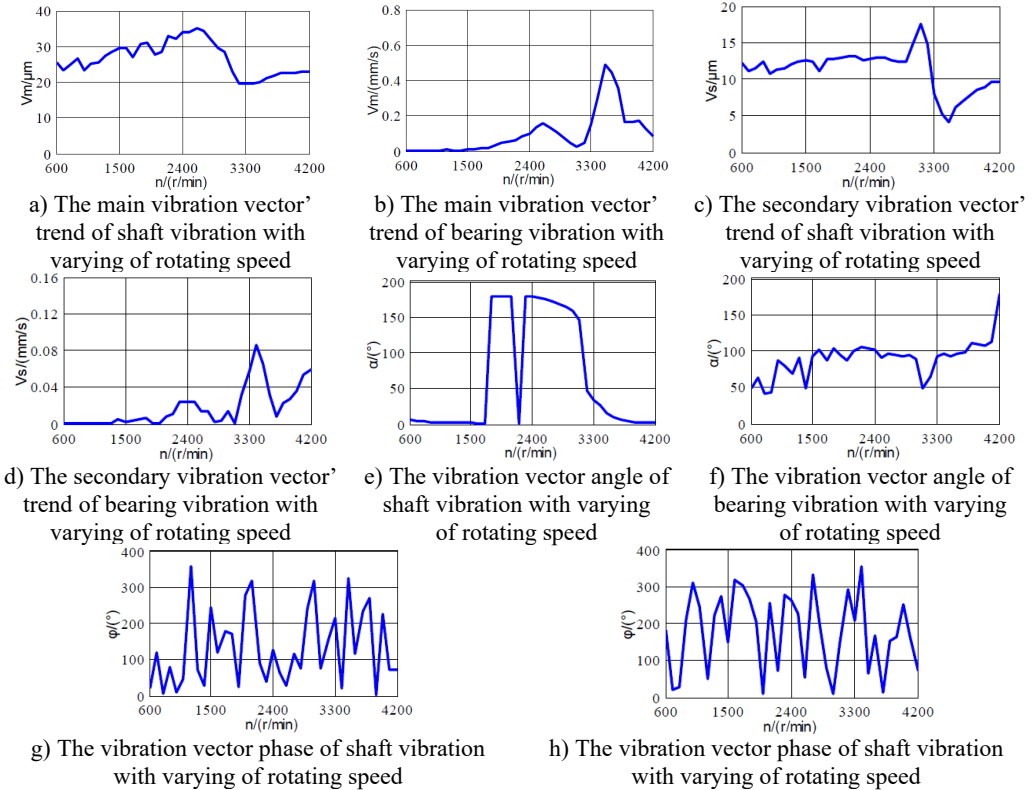 40
30
20
10
0
Vm/μm
600 1500 2400 3300 4200
n/(r/min)
a) The main vibration vector’
trend of shaft vibration with
varying of rotating speed
0.8
0.6
0.4
0.2
0
Vm/(mm/s)
600 1500 2400 3300 4200
n/(r/min)
b) The main vibration vector’
trend of bearing vibration with
varying of rotating speed
20
15
10
5
0
Vs/μm
600 1500 2400 3300 4200
n/(r/min)
c) The secondary vibration vector’
trend of shaft vibration with
varying of rotating speed
0.16
0.12
0.08
0.04
0
Vs/(mm/s)
600 1500 2400 3300 4200
n/(r/min)
d) The secondary vibration vector’
trend of bearing vibration with
varying of rotating speed
200
150
100
50
0
α/(°)
600 1500 2400 3300 4200
n/(r/min)
e) The vibration vector angle of
shaft vibration with varying
of rotating speed
200
150
100
50
0
α/(°)
600 1500 2400 3300 4200
n/(r/min)
f) The vibration vector angle of
bearing vibration with varying
of rotating speed
400
300
200
100
0
φ/(°)
600 1500 2400 3300 4200
n/(r/min)
g) The vibration vector phase of shaft vibration
with varying of rotating speed
400
300
200
100
0
φ/(°)
600 1500 2400 3300 4200
n/(r/min)
h) The vibration vector phase of shaft vibration
with varying of rotating speed